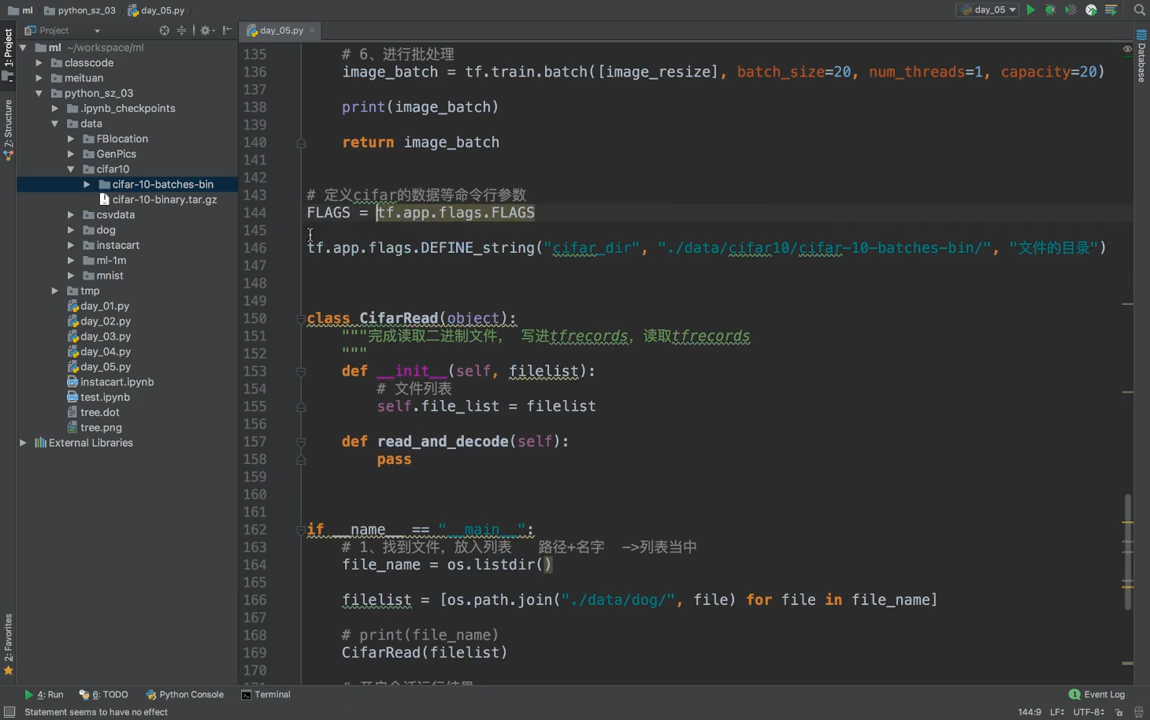 ml
python_sz_03
day_05.py
day_05
Project
day_05.py
1: Project
Z: Structure
2: Favorites
Database
ml ~/workspace/ml
classcode
meituan
python_sz_03
.ipynb_checkpoints
data
FBlocation
GenPics
cifar10
cifar-10-batches-bin
cifar-10-binary.tar.gz
csvdata
dog
instacart
ml-1m
mnist
tmp
day_01.py
day_02.py
day_03.py
day_04.py
day_05.py
instacart.ipynb
test.ipynb
tree.dot
tree.png
External Libraries
135 # 6、进行批处理
136 image_batch = tf.train.batch([image_resize], batch_size=20, num_threads=1, capacity=20)
137
138 print(image_batch)
139
140 return image_batch
141
142
143 # 定义cifar的数据等命令行参数
144 FLAGS = tf.app.flags.FLAGS
145
146 tf.app.flags.DEFINE_string("cifar_dir", "./data/cifar10/cifar-10-batches-bin/", "文件的目录")
147
148
149
150 class CifarRead(object):
151 """完成读取二进制文件， 写进tfrecords，读取tfrecords
152 """
153 def __init__(self, filelist):
154 # 文件列表
155 self.file_list = filelist
156
157 def read_and_decode(self):
158 pass
159
160
161
162 if __name__ == "__main__":
163 # 1、找到文件，放入列表 路径+名字 ->列表当中
164 file_name = os.listdir()
165
166 filelist = [os.path.join("./data/dog/", file) for file in file_name]
167
168 # print(file_name)
169 CifarRead(filelist)
170
4: Run
6: TODO
Python Console
Terminal
Event Log
Statement seems to have no effect
144:9 LF÷ UTF-8÷